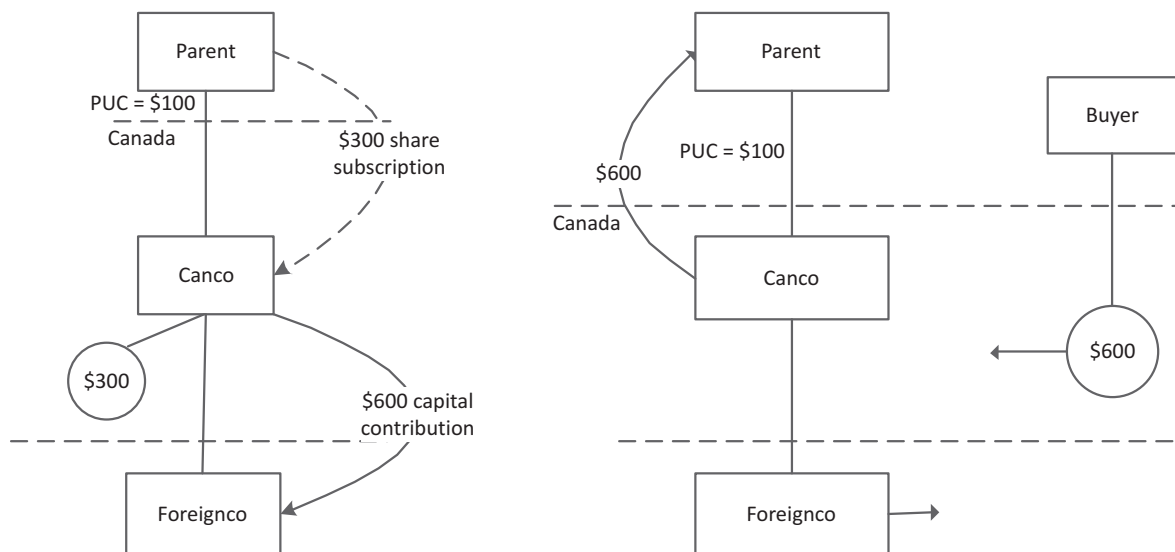 Parent
PUC = $100
Canada
$300 share
subscription
Canco
$300
$600 capital
contribution
Foreignco
Parent
Buyer
PUC = $100
$600
Canada
Canco
$600
Foreignco